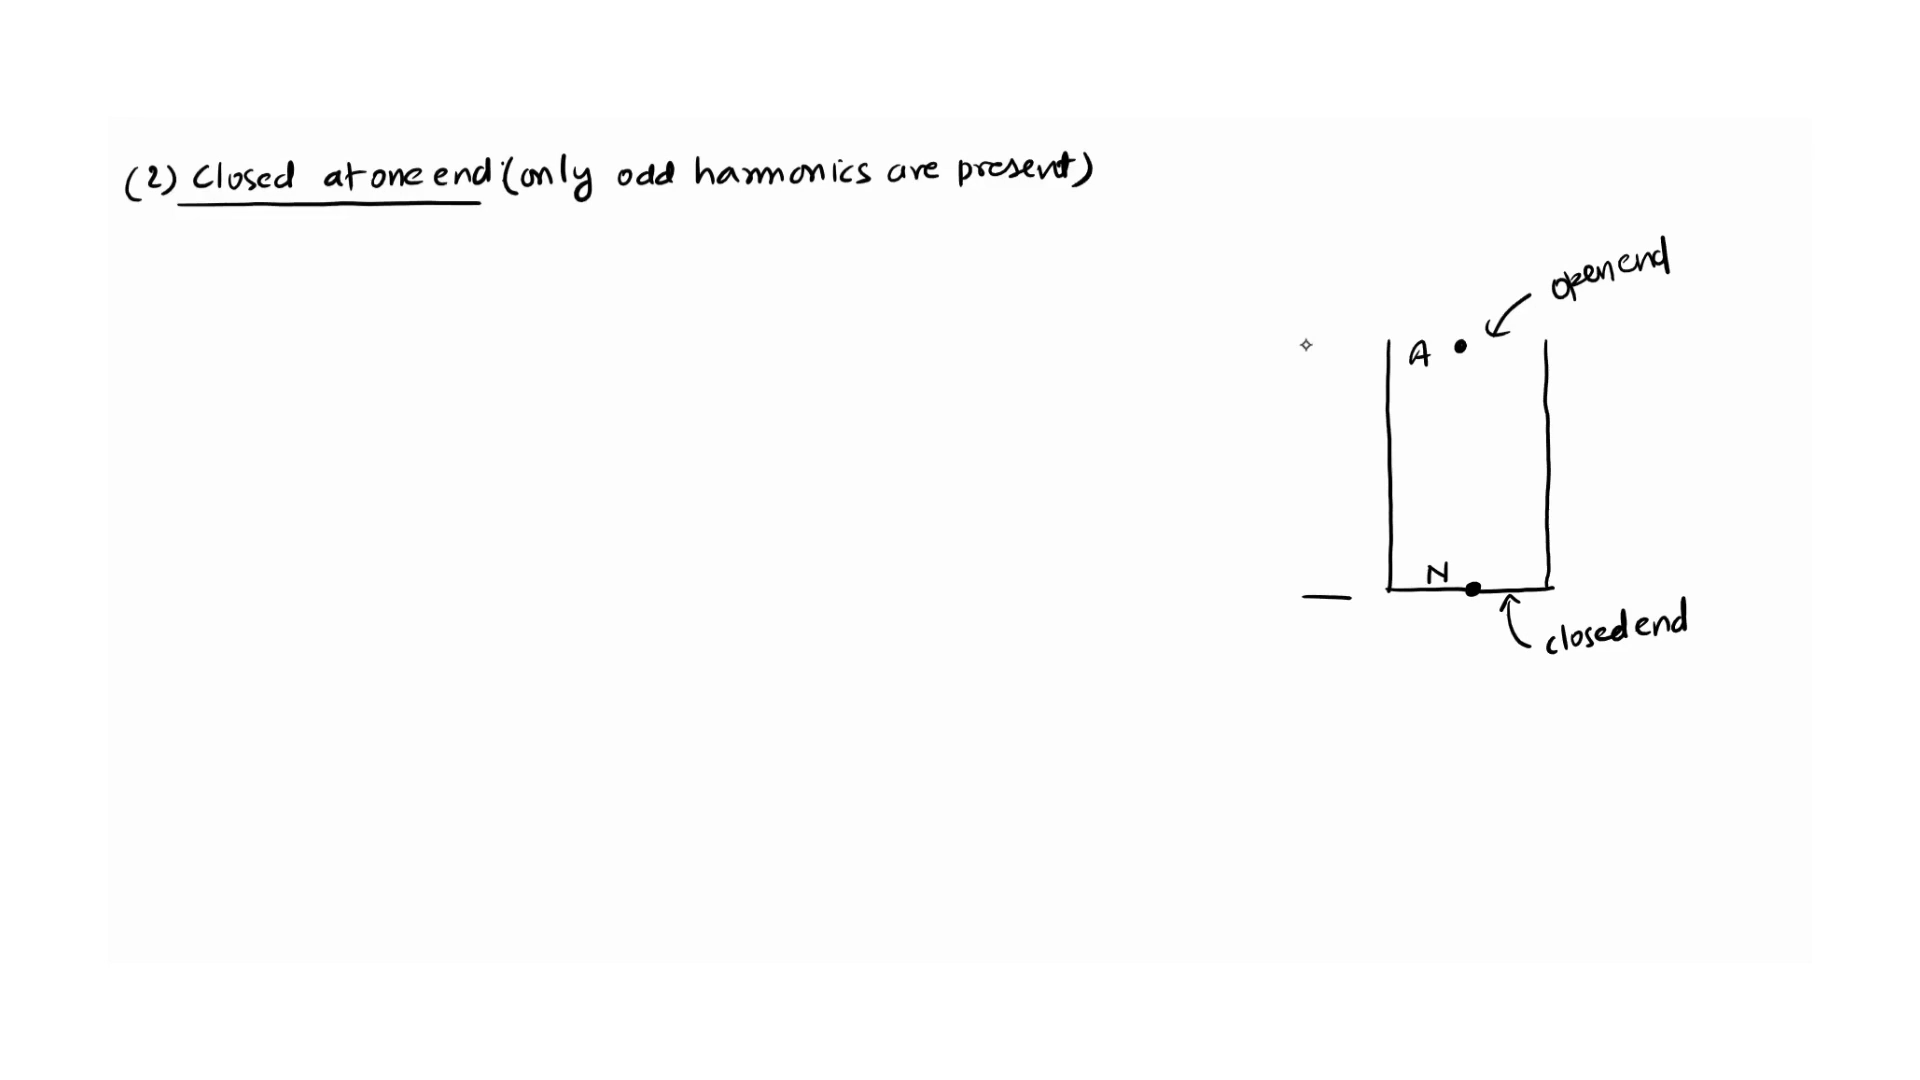 (2) Closed at one end (only odd harmonics are present)
open end
A
N
closed end